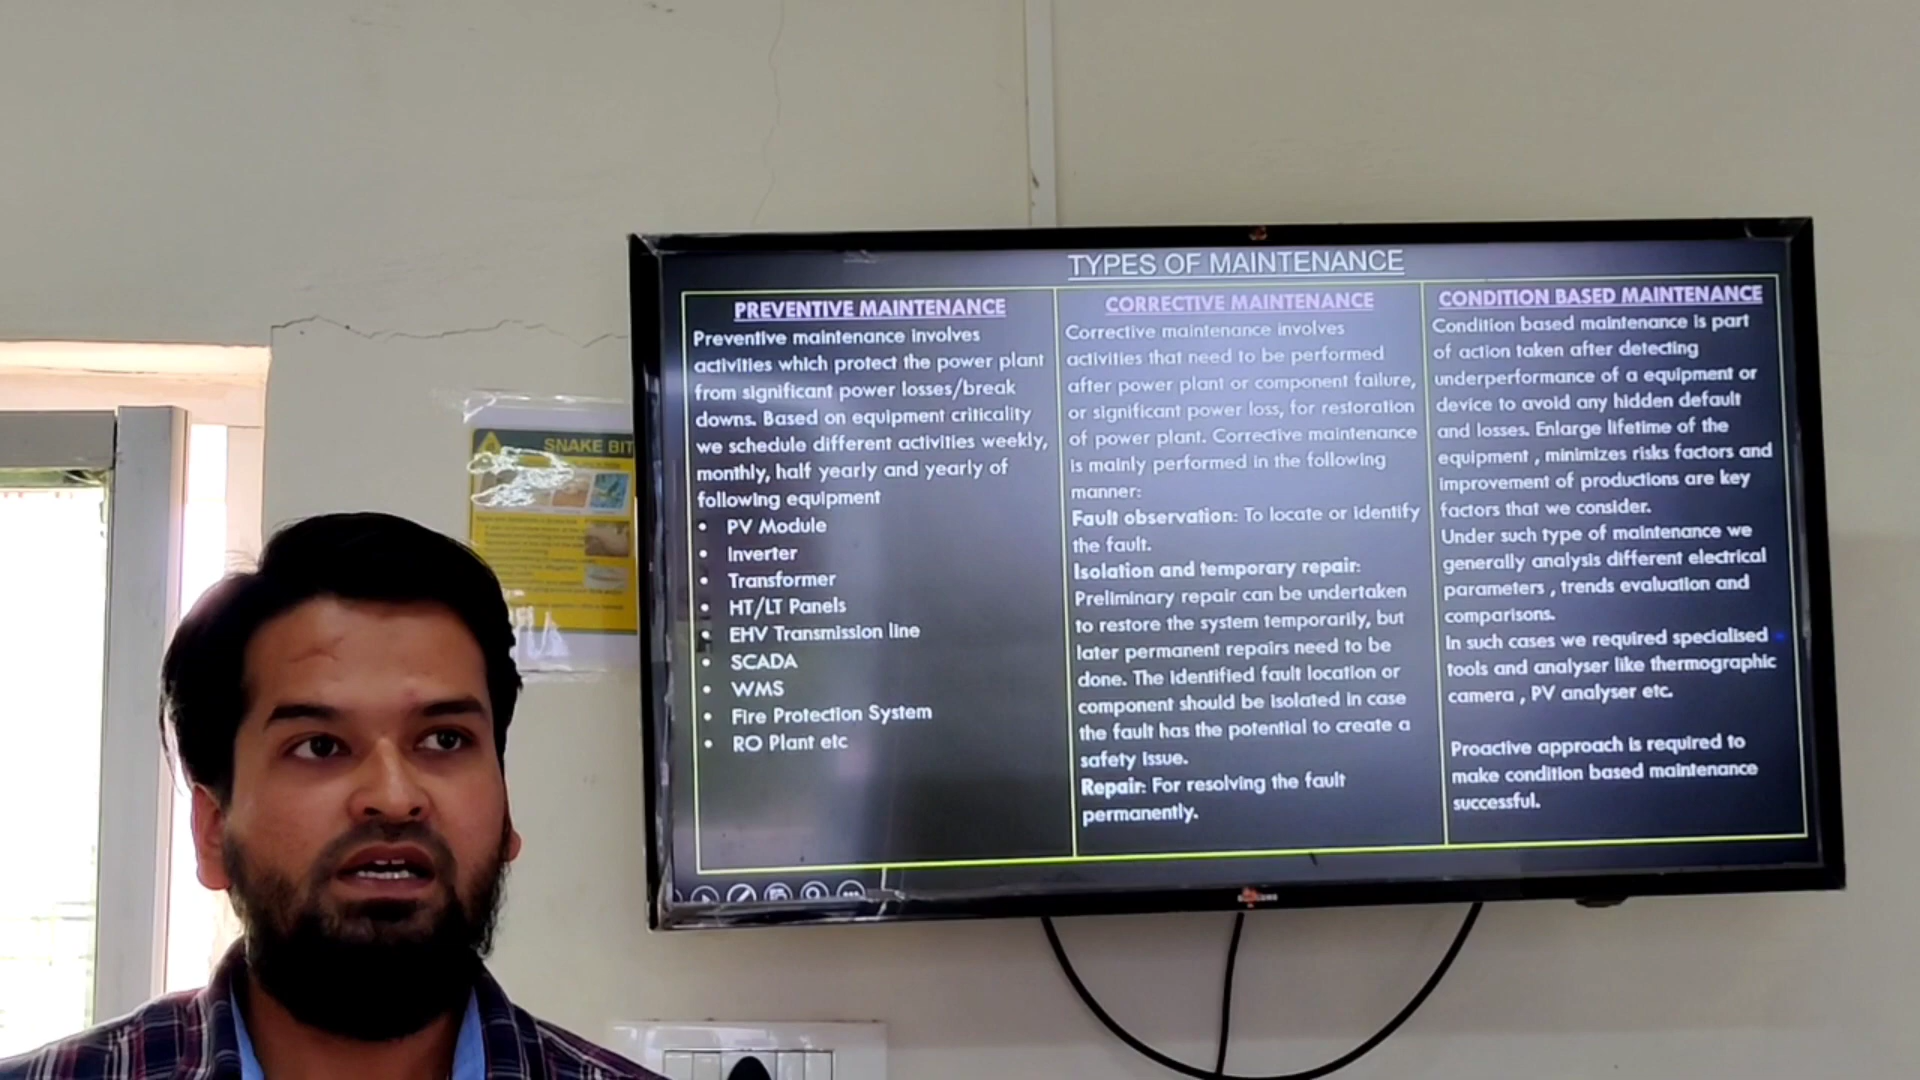 TYPES OF MAINTENANCE
PREVENTIVE MAINTENANCE
Preventive maintenance involves
activities which protect the power plant
from significant power losses/break
downs. Based on equipment criticality
we schedule different activities weekly,
monthly, half yearly and yearly of
following equipment
• PV Module
• Inverter
• Transformer
• HT/LT Panels
• EHV Transmission line
• SCADA
• WMS
• Fire Protection System
• RO Plant etc
CORRECTIVE MAINTENANCE
Corrective maintenance involves
activities that need to be performed
after power plant or component failure,
or significant power loss, for restoration
of power plant. Corrective maintenance
is mainly performed in the following
manner:
Fault observation: To locate or identify
the fault.
Isolation and temporary repair:
Preliminary repair can be undertaken
to restore the system temporarily, but
later permanent repairs need to be
done. The identified fault location or
component should be isolated in case
the fault has the potential to create a
safety issue.
Repair: For resolving the fault
permanently.
CONDITION BASED MAINTENANCE
Condition based maintenance is part
of action taken after detecting
underperformance of a equipment or
device to avoid any hidden default
and losses. Enlarge lifetime of the
equipment , minimizes risks factors and
improvement of productions are key
factors that we consider.
Under such type of maintenance we
generally analysis different electrical
parameters , trends evaluation and
comparisons.
In such cases we required specialised
tools and analyser like thermographic
camera , PV analyser etc.
Proactive approach is required to
make condition based maintenance
successful.
SNAKE BIT